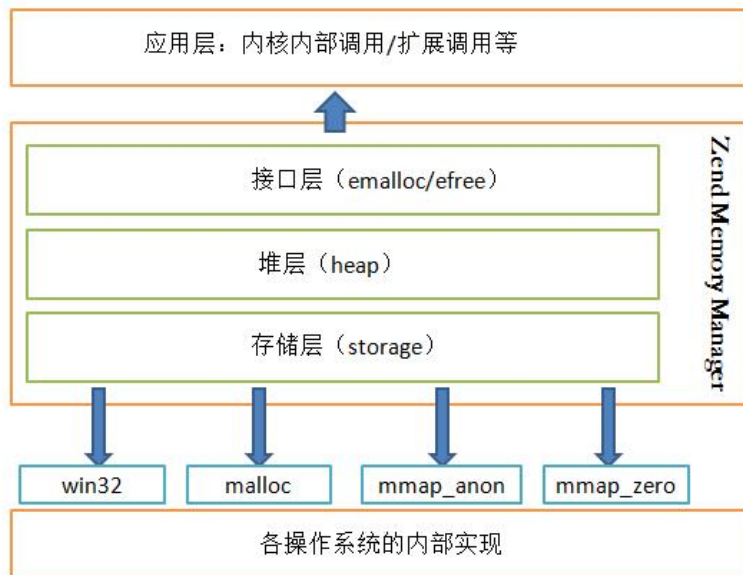 应用层：内核内部调用/扩展调用等
接口层（emalloc/efree）
堆层（heap）
存储层（storage）
Zend Memory Manager
win32
malloc
mmap_anon
mmap_zero
各操作系统的内部实现